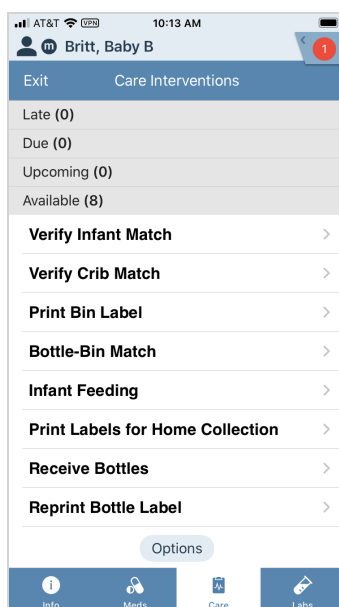 AT&T VPN 10:13 AM
m Britt, Baby B
1
Exit Care Interventions
Late (0)
Due (0)
Upcoming (0)
Available (8)
Verify Infant Match
Verify Crib Match
Print Bin Label
Bottle-Bin Match
Infant Feeding
Print Labels for Home Collection
Receive Bottles
Reprint Bottle Label
Options
Info Meds Care Labs